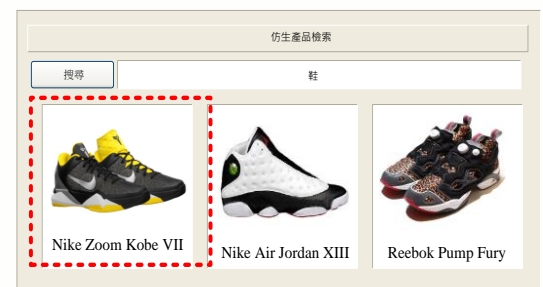 仿生產品檢索
搜尋
鞋
Nike Zoom Kobe VII
Nike Air Jordan XIII
Reebok Pump Fury